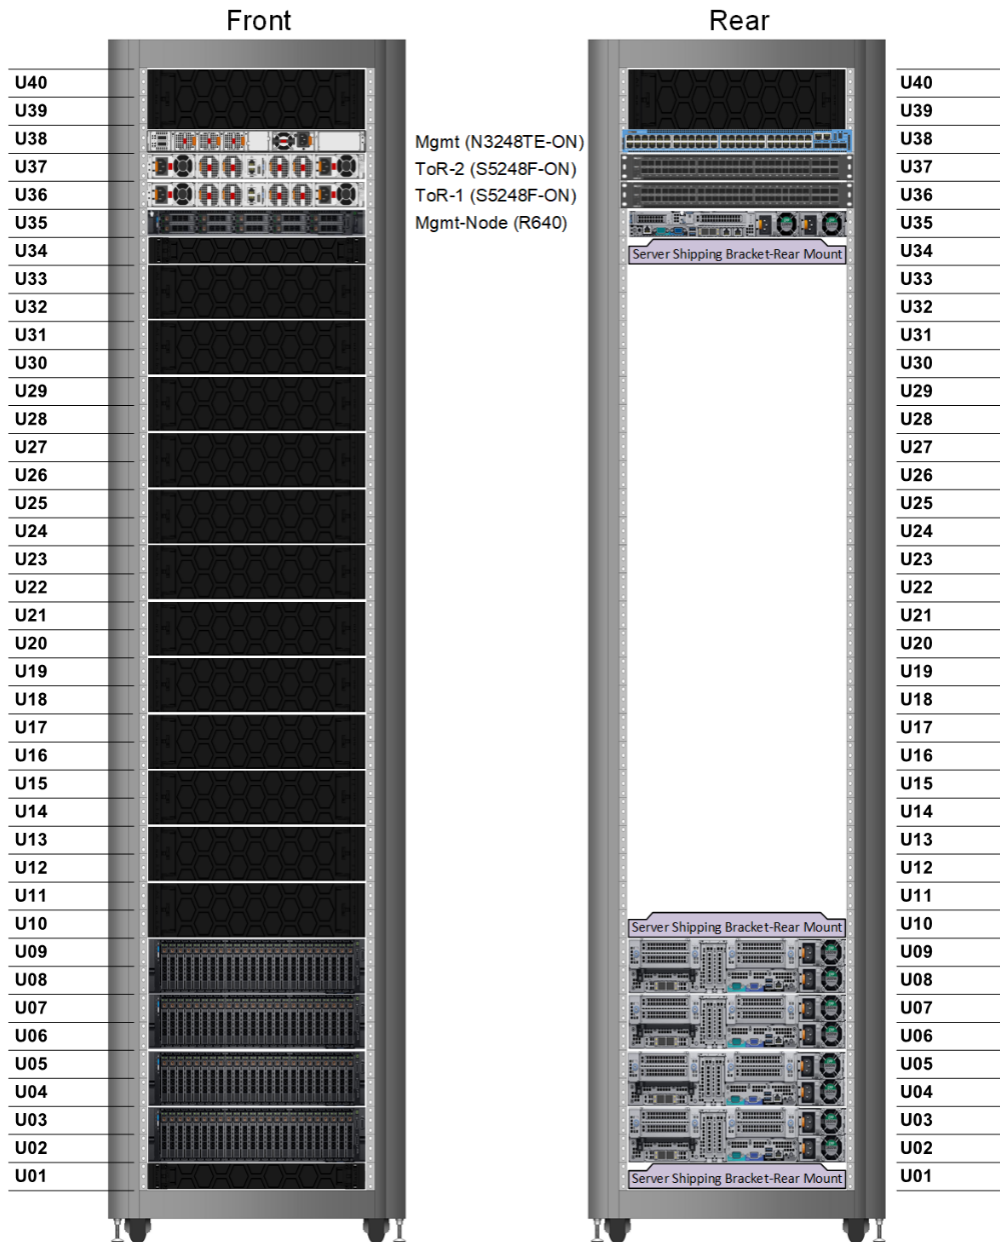 Front
Rear
U40
U39
U38
U37
U36
U35
U34
U33
U32
U31
U30
U29
U28
U27
U26
U25
U24
U23
U22
U21
U20
U19
U18
U17
U16
U15
U14
U13
U12
U11
U10
U09
U08
U07
U06
U05
U04
U03
U02
U01
Mgmt (N3248TE-ON)
ToR-2 (S5248F-ON)
ToR-1 (S5248F-ON)
Mgmt-Node (R640)
Server Shipping Bracket-Rear Mount
Server Shipping Bracket-Rear Mount
Server Shipping Bracket-Rear Mount
U40
U39
U38
U37
U36
U35
U34
U33
U32
U31
U30
U29
U28
U27
U26
U25
U24
U23
U22
U21
U20
U19
U18
U17
U16
U15
U14
U13
U12
U11
U10
U09
U08
U07
U06
U05
U04
U03
U02
U01